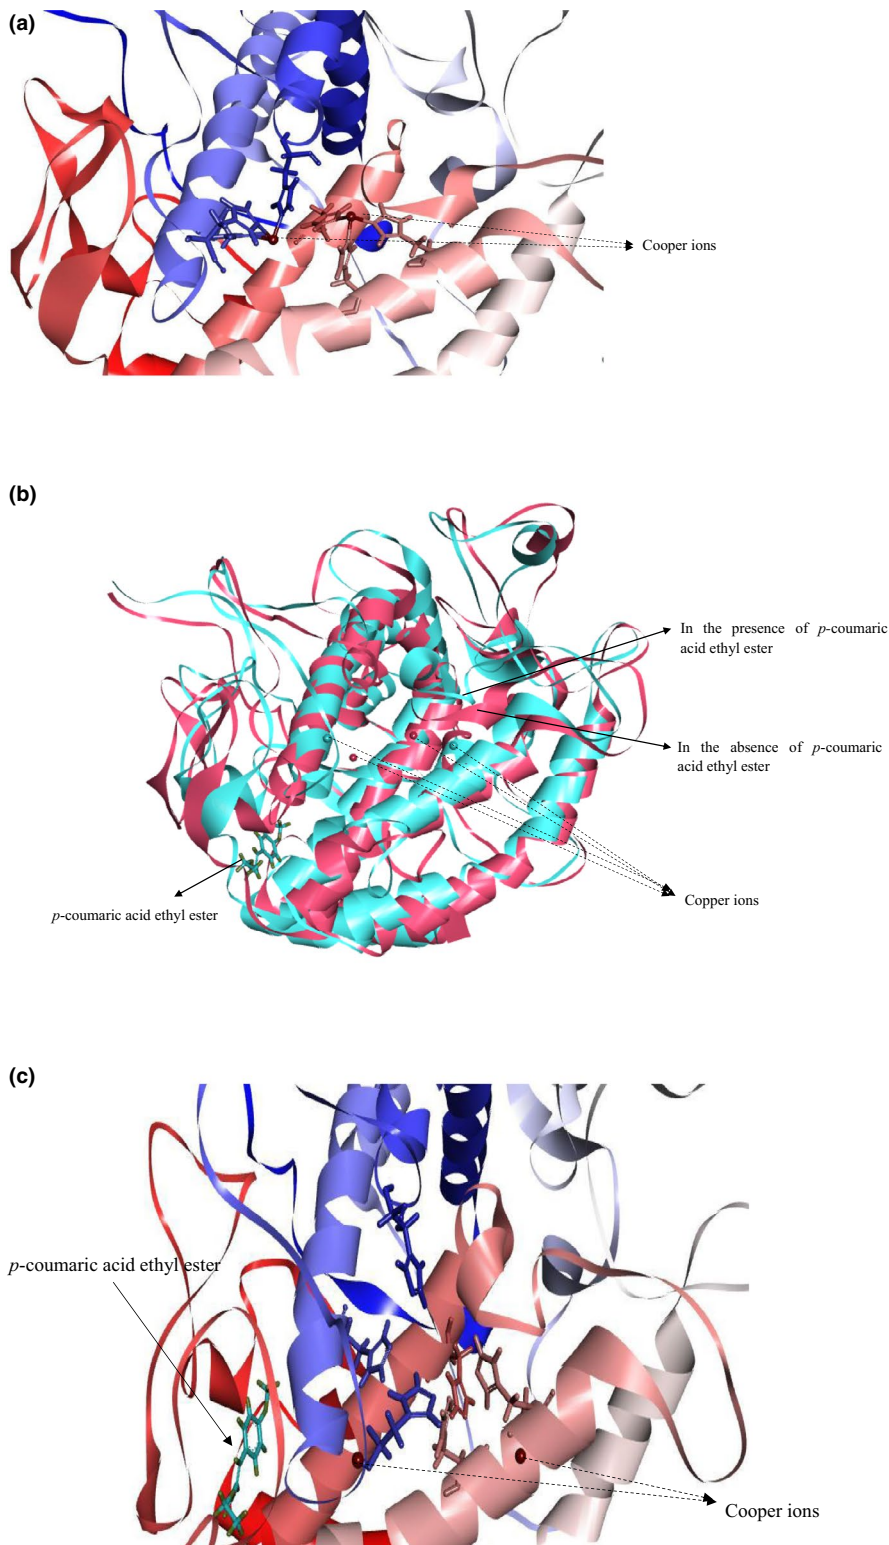 (a)
Cooper ions
(b)
In the presence of p-coumaric
acid ethyl ester
In the absence of p-coumaric
acid ethyl ester
Copper ions
p-coumaric acid ethyl ester
(c)
p-coumaric acid ethyl ester
Cooper ions